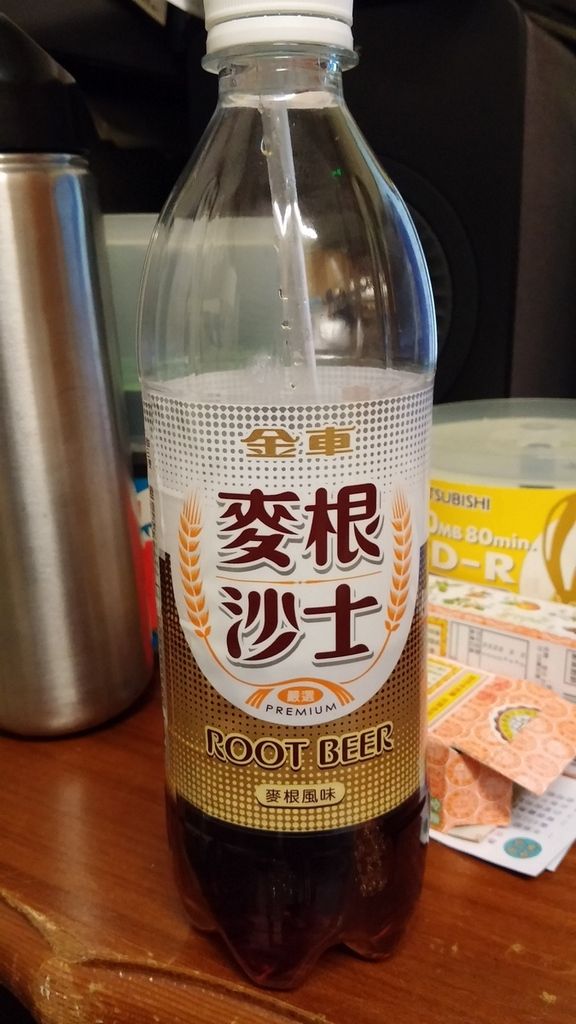 金車
麥根
沙士
嚴選
PREMIUM
ROOT BEER
麥根風味
TSUBISHI
0MB 80min.
D-R